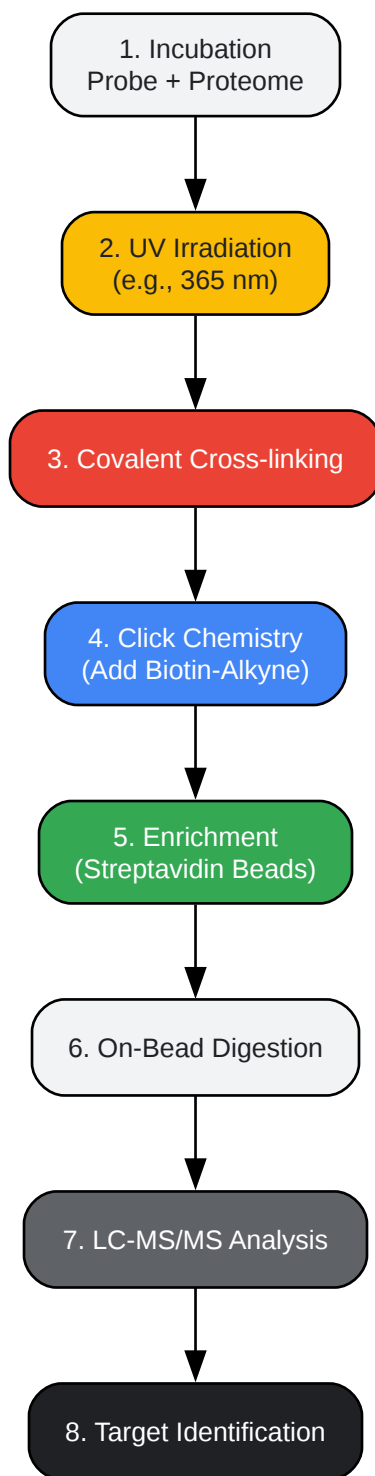 1. Incubation
Probe + Proteome
2. UV Irradiation
(e.g., 365 nm)
3. Covalent Cross-linking
4. Click Chemistry
(Add Biotin-Alkyne)
5. Enrichment
(Streptavidin Beads)
6. On-Bead Digestion
7. LC-MS/MS Analysis
8. Target Identification